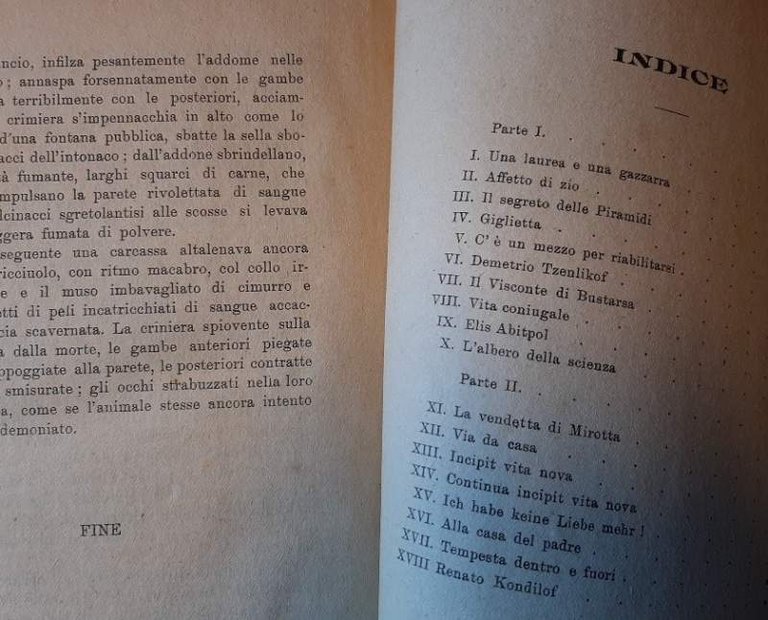 ncio, infilza pesantemente l'addome nelle
; annaspa forsennatamente con le gambe
terribilmente con le posteriori, acciam-
crimiera s'impennacchia in alto come lo
d'una fontana pubblica, sbatte la sella sbo-
acci dell'intonaco ; dall'addone sbrindellano,
à fumante, larghi squarci di carne, che
mpulsano la parete rivolettata di sangue
lcinacci sgretolantisi alle scosse si levava
ggera fumata di polvere.
seguente una carcassa altalenava ancora
ricciuolo, con ritmo macabro, col collo ir-
e e il muso imbavagliato di cimurro e
tti di peli incatricchiati di sangue accac-
cia scavernata. La criniera spiovente sulla
a dalla morte, le gambe anteriori piegate
ppoggiate alla parete, le posteriori contratte
smisurate ; gli occhi strabuzzati nella loro
a, come se l'animale stesse ancora intento
demoniato.
FINE
INDICE
Parte I.
I. Una laurea e una gazzarra
II. Affetto di zio
III. Il segreto delle Piramidi
IV. Giglietta
V. C' è un mezzo per riabilitarsi
VI. Demetrio Tzenlikof
VII. Il Visconte di Bustarsa
VIII. Vita coniugale
IX. Elis Abitpol
X. L'albero della scienza
Parte II.
XI. La vendetta di Mirotta
XII. Via da casa
XIII. Incipit vita nova
XIV. Continua incipit vita nova
XV. Ich habe keine Liebe mehr !
XVI. Alla casa del padre
XVII. Tempesta dentro e fuori
XVIII Renato Kondilof